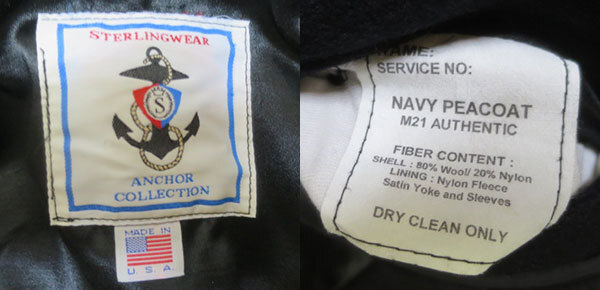 STERLINGWEAR
S
ANCHOR
COLLECTION
MADE IN
U.S.A.
NAME:
SERVICE NO:
NAVY PEACOAT
M21 AUTHENTIC
FIBER CONTENT :
SHELL : 80% Wool/ 20% Nylon
LINING : Nylon Fleece
Satin Yoke and Sleeves
DRY CLEAN ONLY